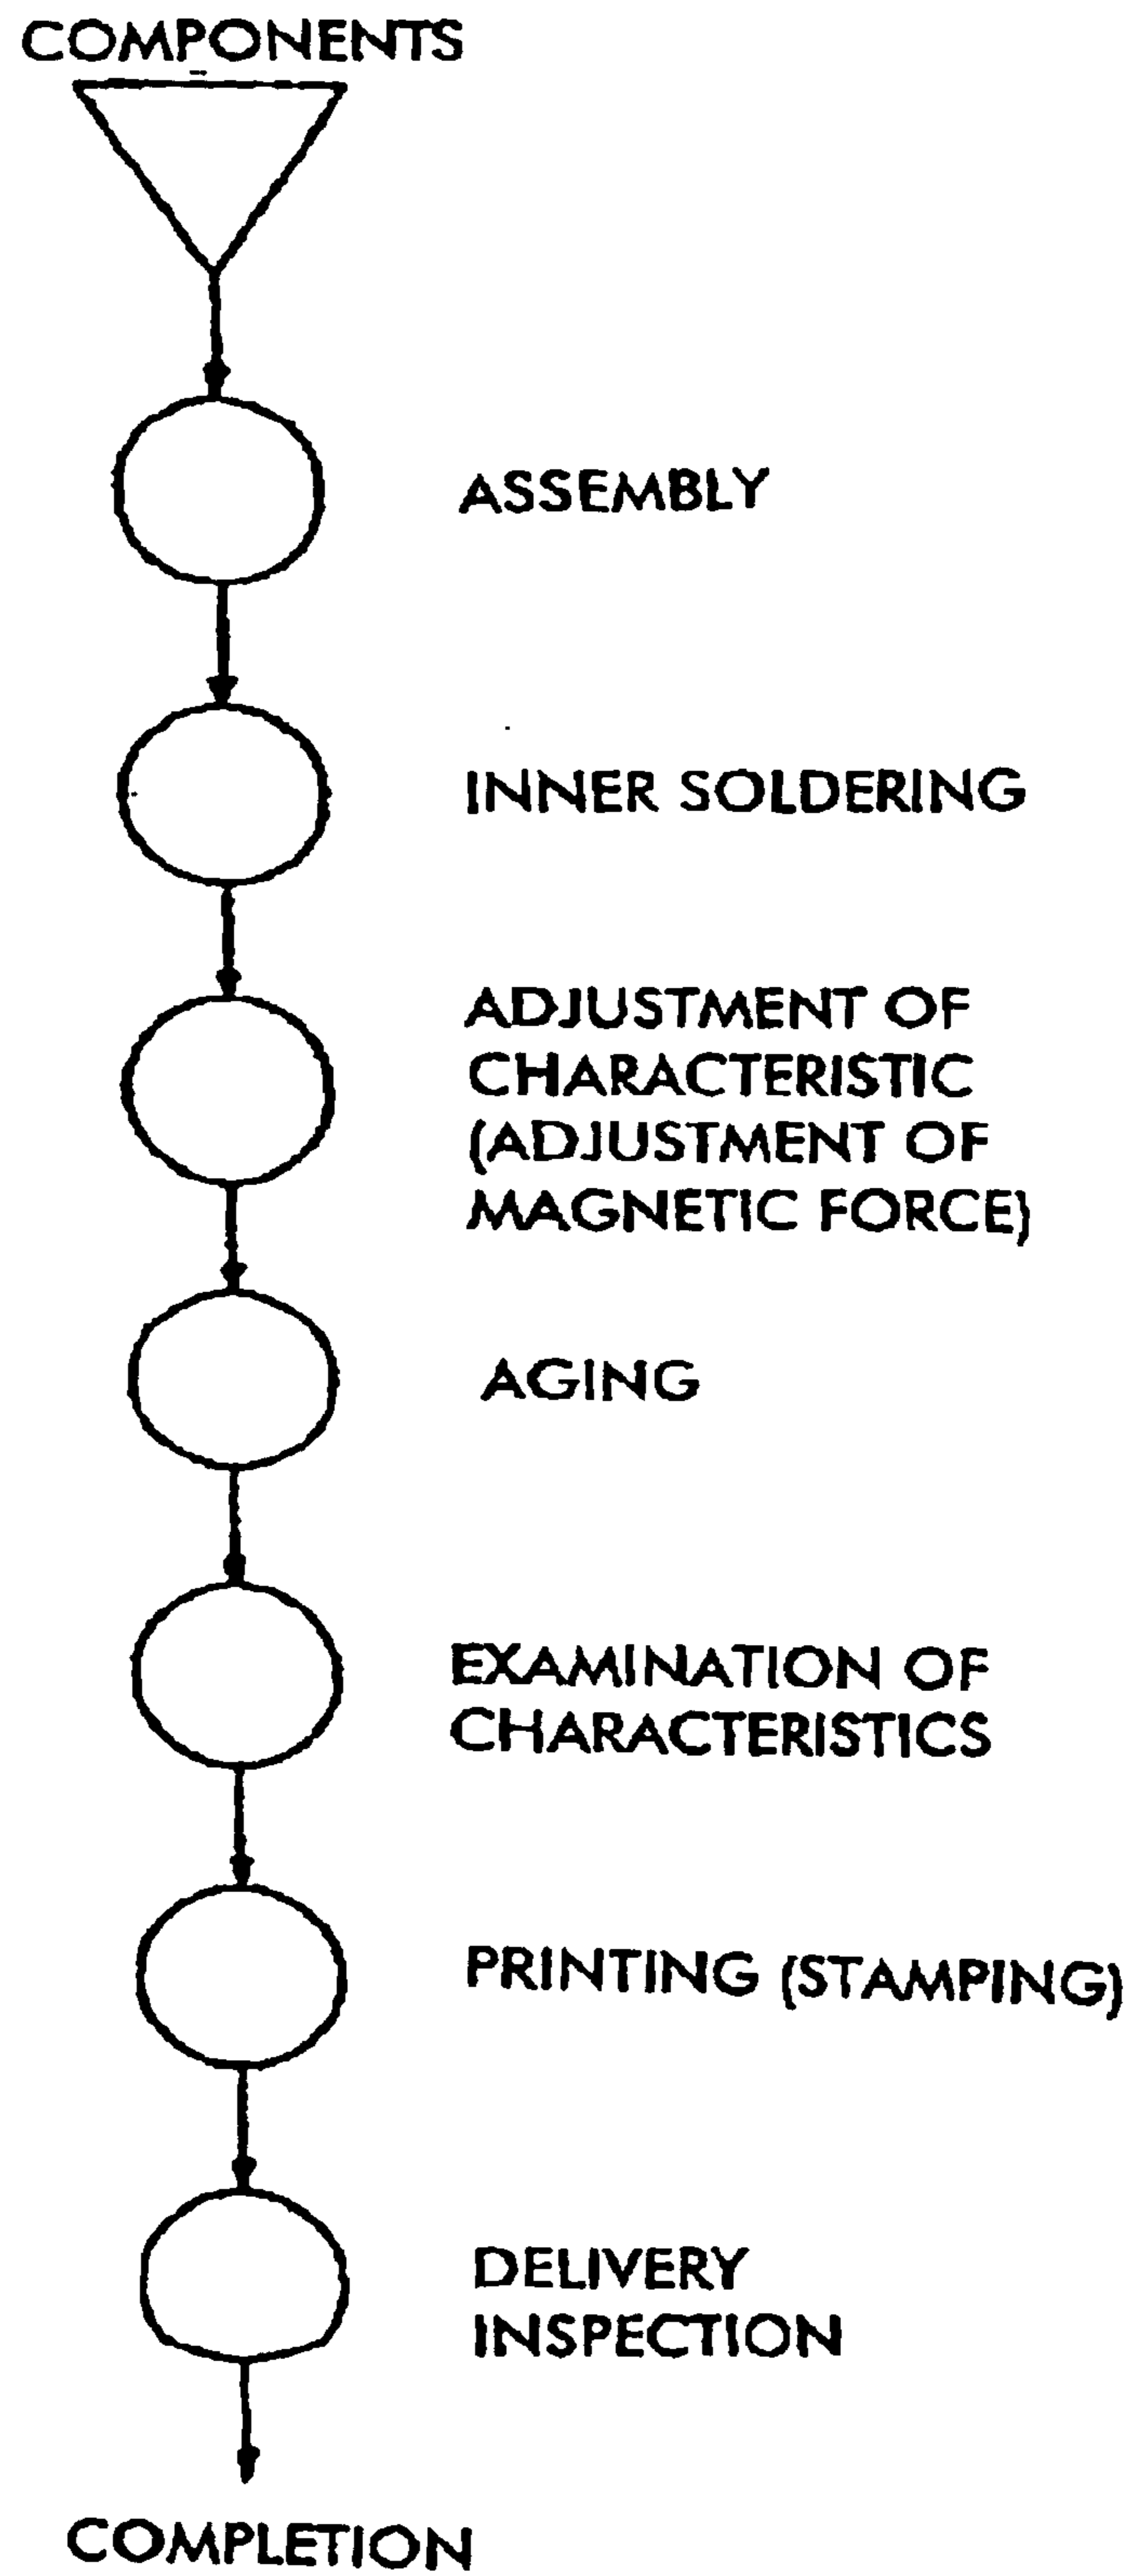 COMPONENTS
ASSEMBLY
INNER SOLDERING
ADJUSTMENT OF
CHARACTERISTIC
(ADJUSTMENT OF
MAGNETIC FORCE)
AGING
EXAMINATION OF
CHARACTERISTICS
PRINTING (STAMPING)
DELIVERY
INSPECTION
COMPLETION